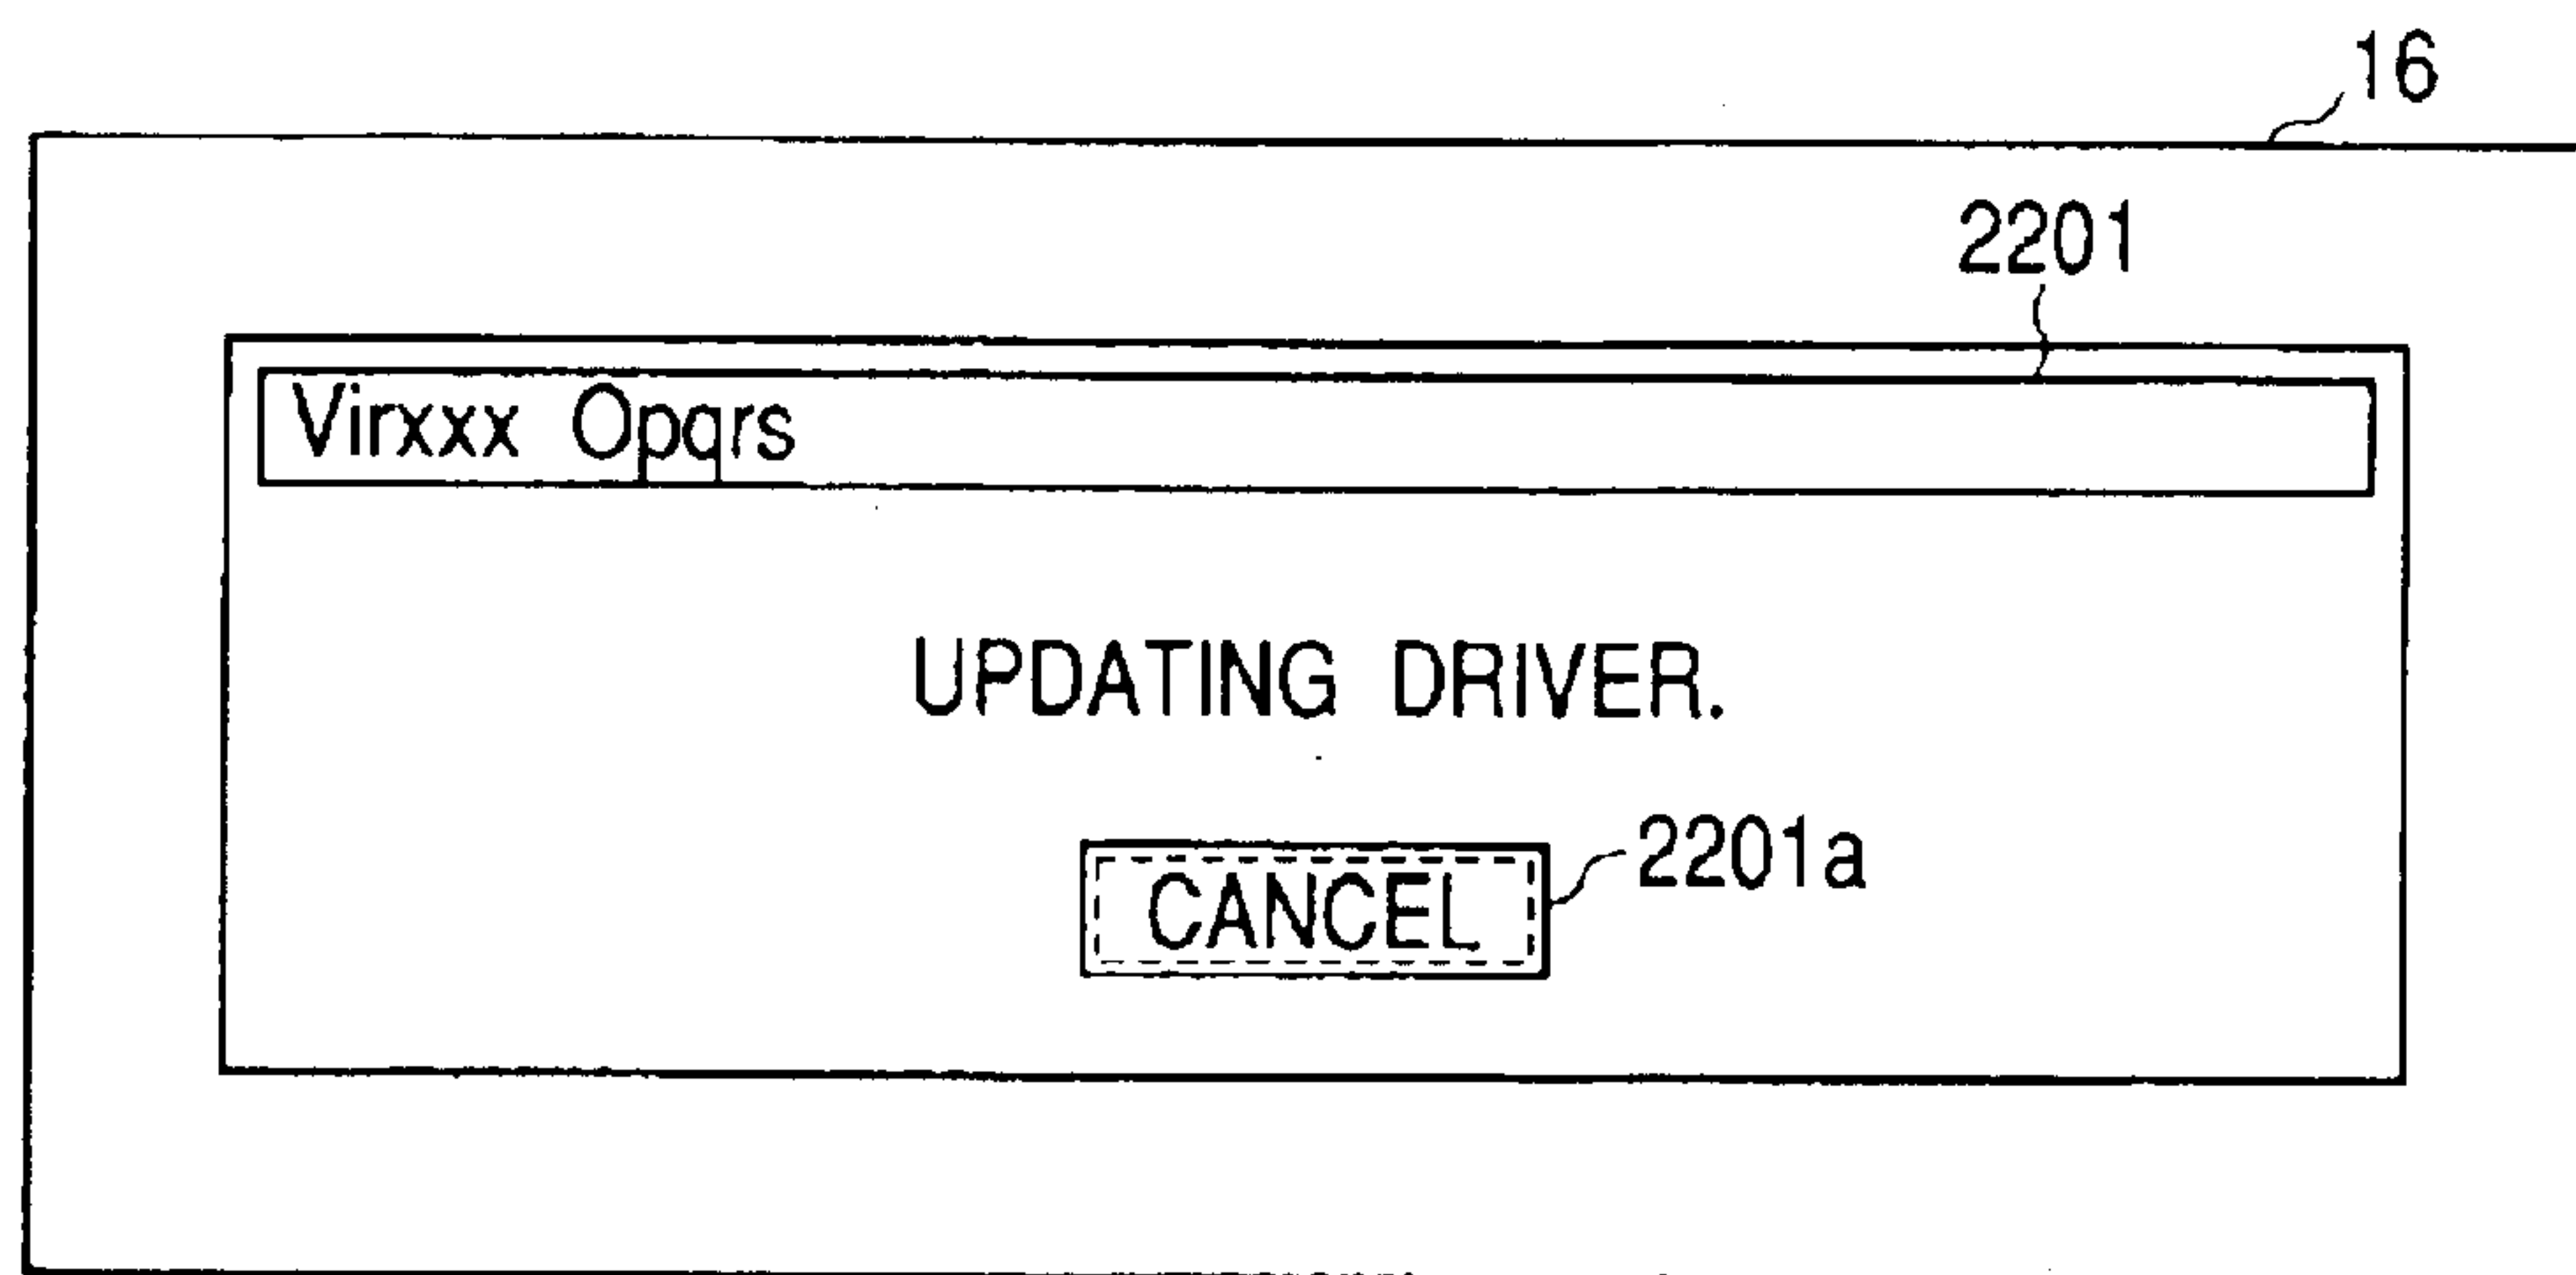 16
2201
Virxxx Opqrs
UPDATING DRIVER.
2201a
CANCEL